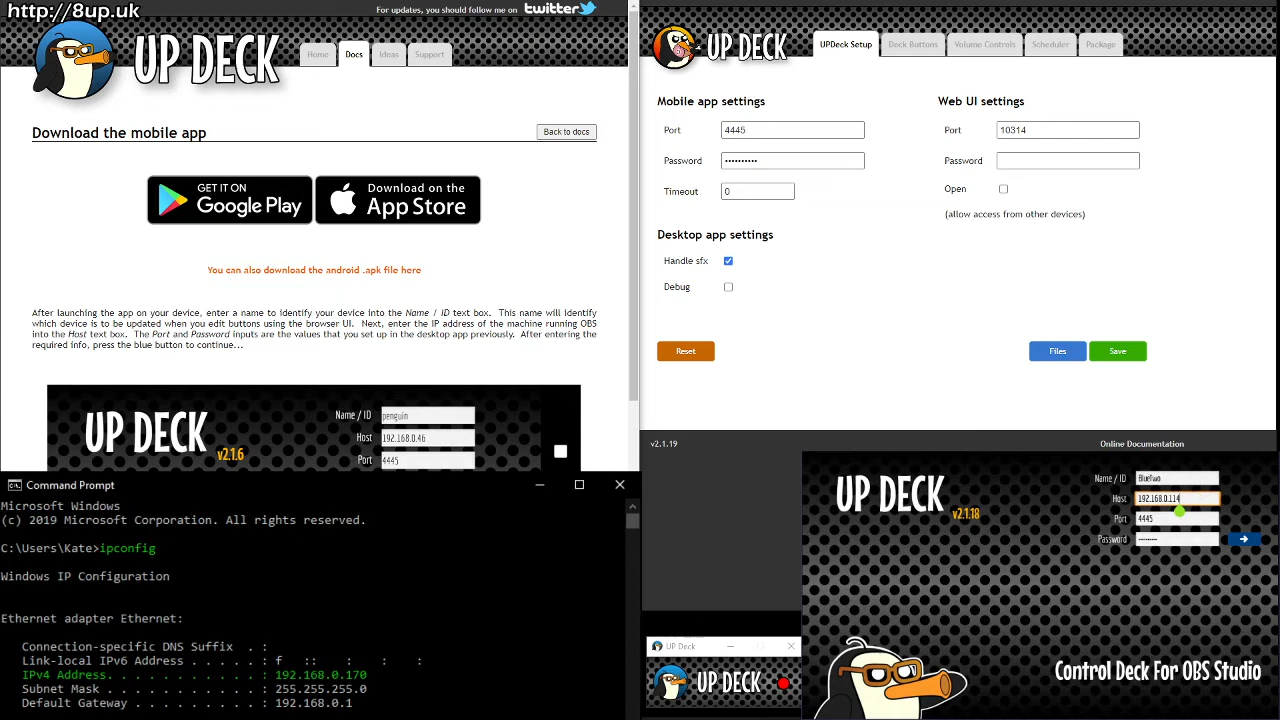 http://8up.uk
For updates, you should follow me on twitter
UP DECK
Home
Docs
Ideas
Support
Download the mobile app
Back to docs
GET IT ON
Google Play
Download on the
App Store
You can also download the android .apk file here
After launching the app on your device, enter a name to identify your device into the Name / ID text box. This name will identify
which device is to be updated when you edit buttons using the browser UI. Next, enter the IP address of the machine running OBS
into the Host text box. The Port and Password inputs are the values that you set up in the desktop app previously. After entering the
required info, press the blue button to continue...
UP DECK
v2.1.6
Name / ID
penguin
Host
192.168.0.46
Port
4445
Command Prompt
Microsoft Windows
(c) 2019 Microsoft Corporation. All rights reserved.
C:\Users\Kate>ipconfig
Windows IP Configuration
Ethernet adapter Ethernet:
Connection-specific DNS Suffix . :
Link-local IPv6 Address . . . . . : f :: : : :
IPv4 Address. . . . . . . . . . . : 192.168.0.170
Subnet Mask . . . . . . . . . . . : 255.255.255.0
Default Gateway . . . . . . . . . : 192.168.0.1
UP DECK
UPDeck Setup
Deck Buttons
Volume Controls
Scheduler
Package
Mobile app settings
Port
4445
Password
••••••••••
Timeout
0
Desktop app settings
Handle sfx
Debug
Web UI settings
Port
10314
Password
Open
(allow access from other devices)
Reset
Files
Save
v2.1.19
Online Documentation
UP DECK
v2.1.18
Name / ID
BlueTwo
Host
192.168.0.114
Port
4445
Password
Control Deck For OBS Studio
UP Deck
UP DECK